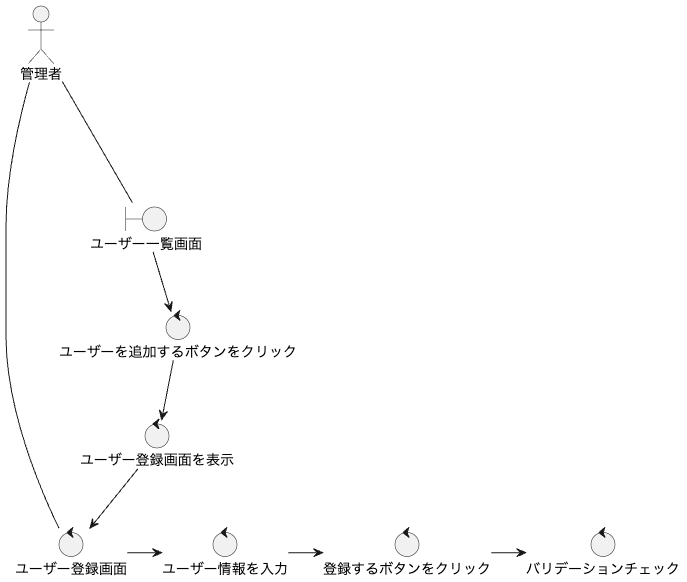 管理者
ユーザー一覧画面
ユーザーを追加するボタンをクリック
ユーザー登録画面を表示
ユーザー登録画面
ユーザー情報を入力
登録するボタンをクリック
バリデーションチェック